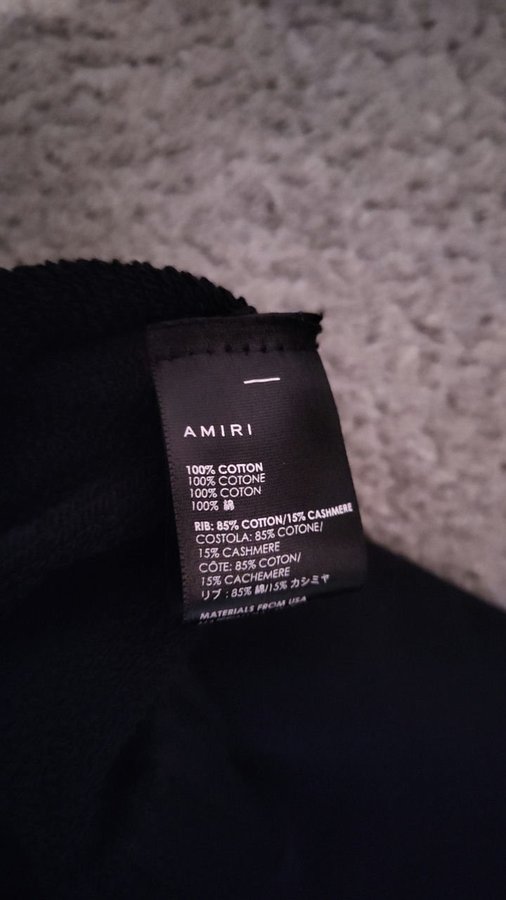 AMIRI
100% COTTON
100% COTONE
100% COTON
100% 綿
RIB: 85% COTTON/15% CASHMERE
COSTOLA: 85% COTONE/
15% CASHMERE
CÔTE: 85% COTON/
15% CACHEMERE
リブ : 85% 綿/15% カシミヤ
MATERIALS FROM USA